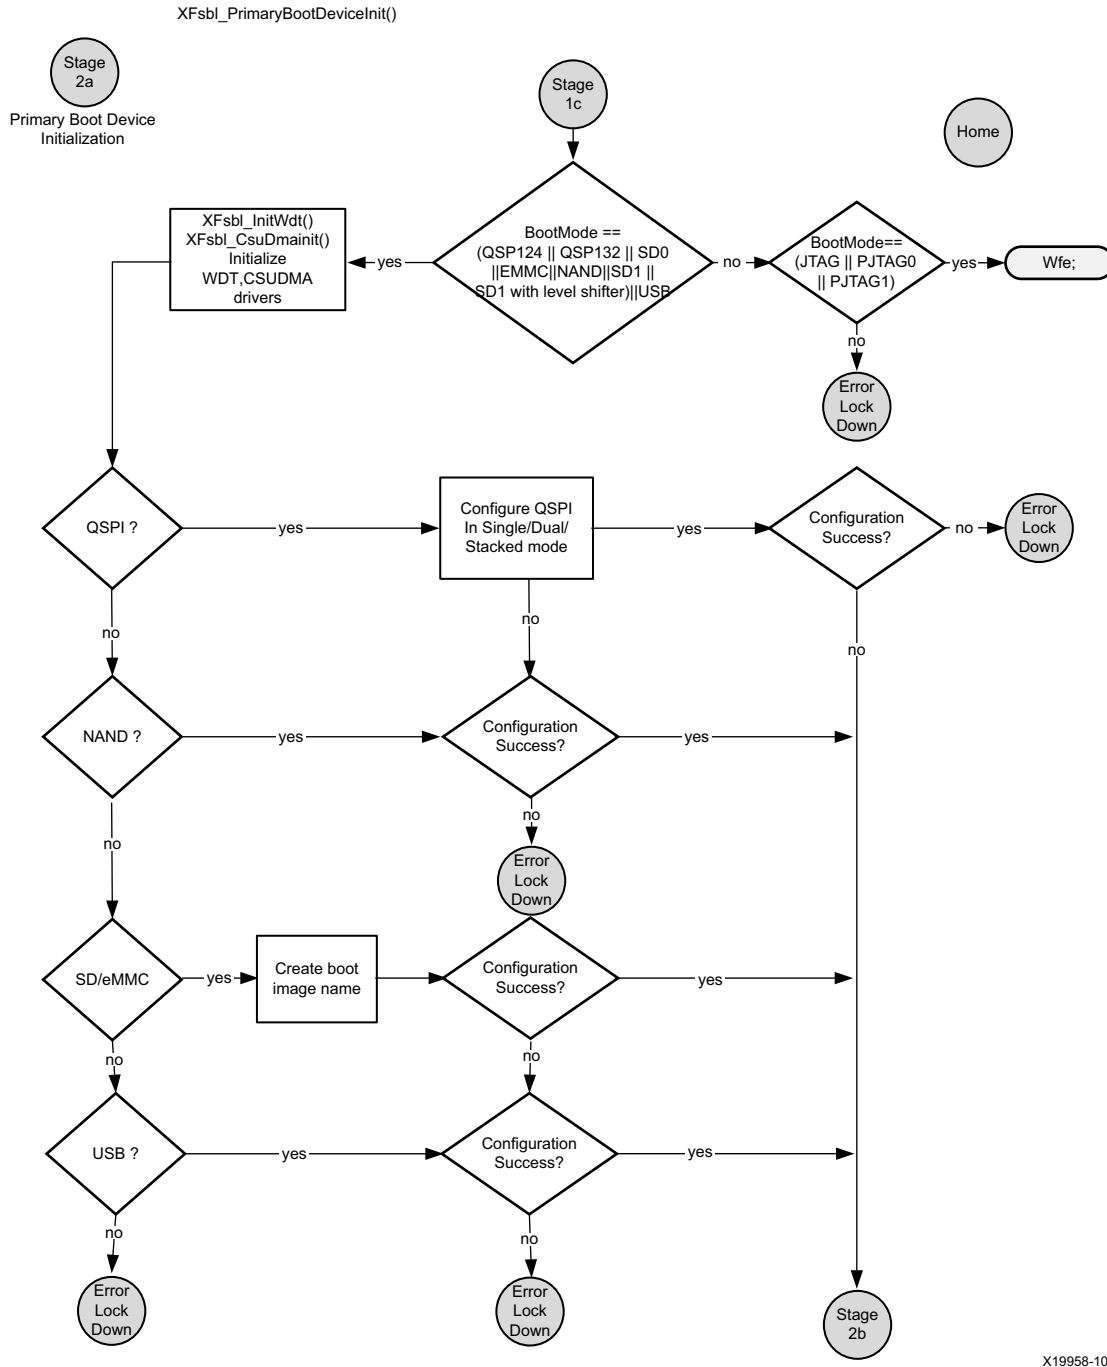 XFsbl_PrimaryBootDeviceInit()
Stage
2a
Primary Boot Device
Initialization
Stage
1c
Home
XFsbl_InitWdt()
XFsbl_CsuDmainit()
Initialize
WDT,CSUDMA
drivers
yes
BootMode ==
(QSP124 || QSP132 || SD0
||EMMC||NAND||SD1 ||
SD1 with level shifter)||USB
no
BootMode==
(JTAG || PJTAG0
|| PJTAG1)
yes
Wfe;
no
Error
Lock
Down
QSPI ?
yes
Configure QSPI
In Single/Dual/
Stacked mode
yes
Configuration
Success?
no
Error
Lock
Down
no
no
no
NAND ?
yes
Configuration
Success?
yes
no
no
Error
Lock
Down
SD/eMMC
yes
Create boot
image name
Configuration
Success?
yes
no
no
USB ?
yes
Configuration
Success?
yes
no
no
Error
Lock
Down
Error
Lock
Down
Stage
2b
X19958-10